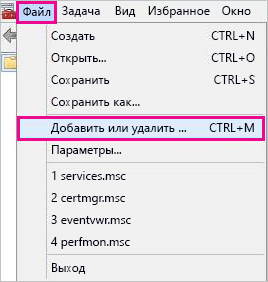 Файл Задача Вид Избранное Окно
Создать CTRL+N
Открыть... CTRL+O
Сохранить CTRL+S
Сохранить как...
Добавить или удалить ... CTRL+M
Параметры...
1 services.msc
2 certmgr.msc
3 eventvwr.msc
4 perfmon.msc
Выход